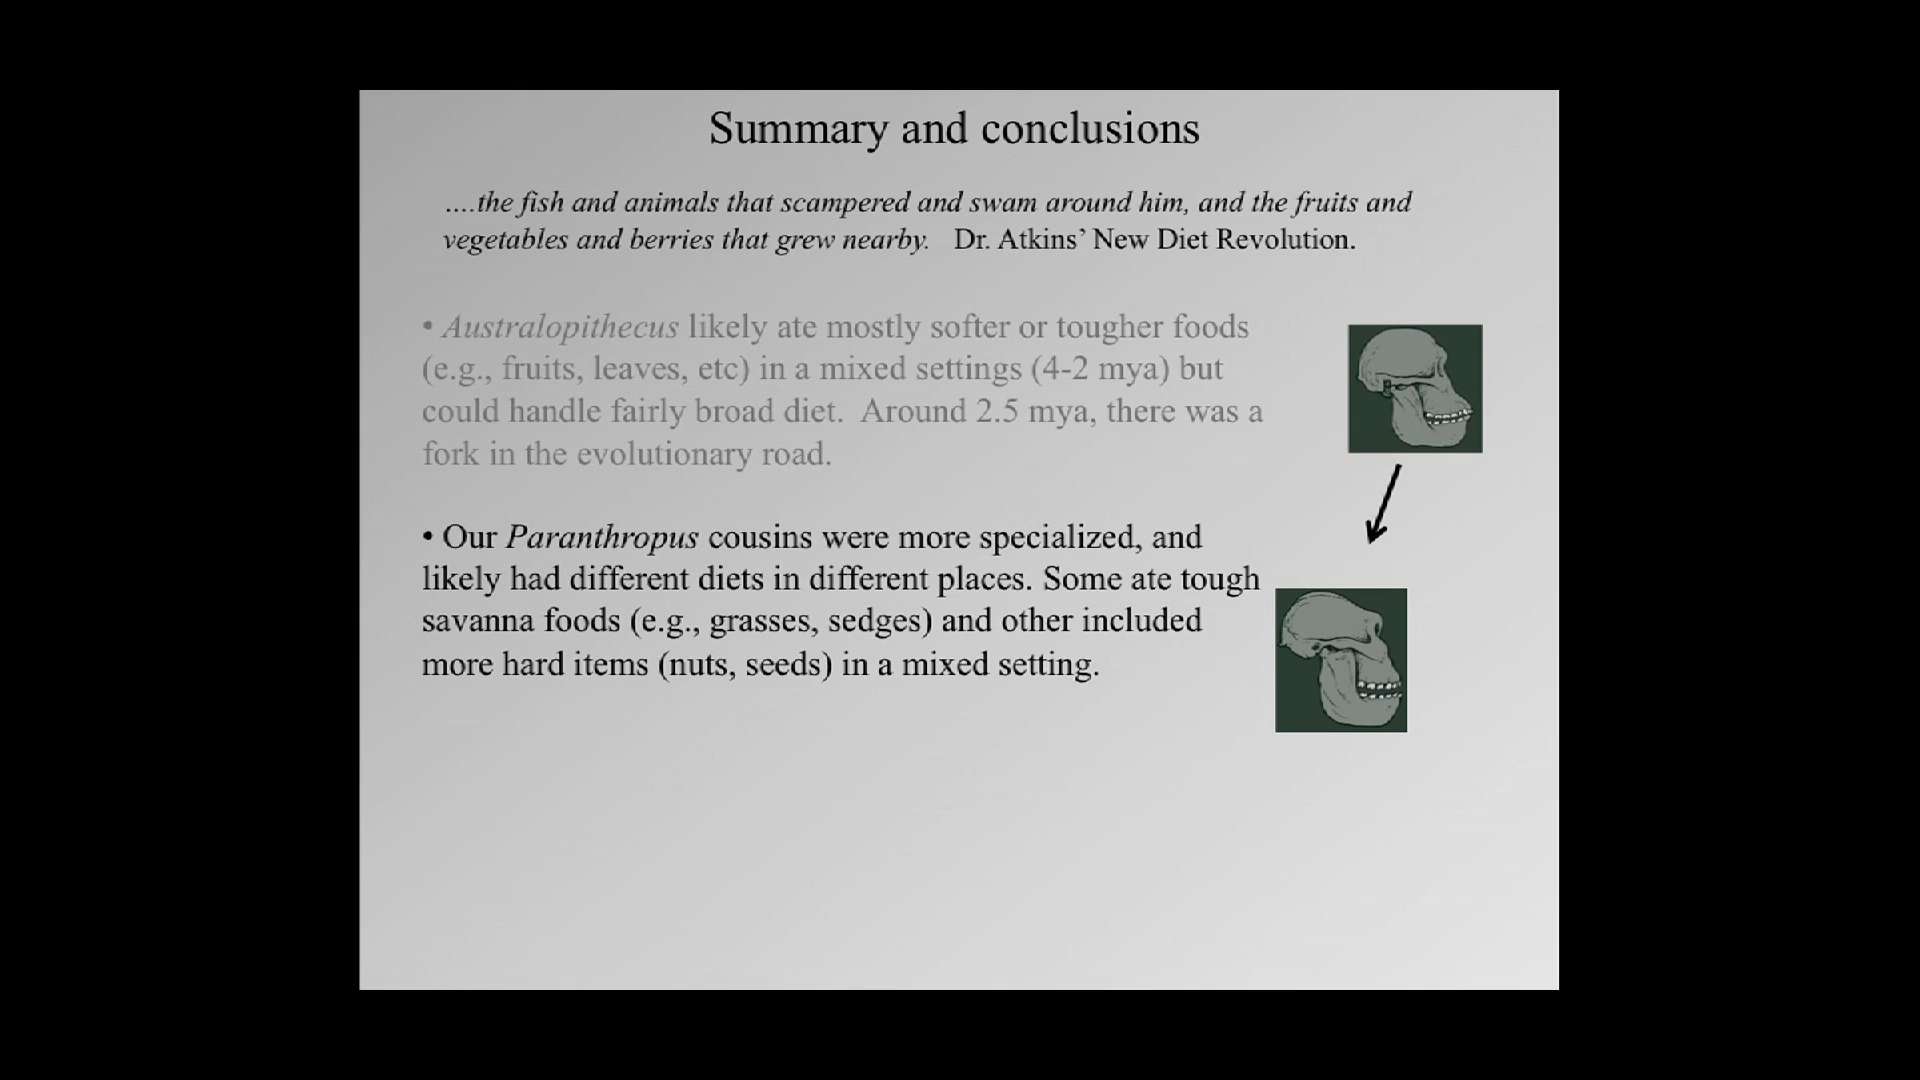 Summary and conclusions
....the fish and animals that scampered and swam around him, and the fruits and
vegetables and berries that grew nearby. Dr. Atkins’ New Diet Revolution.
• Australopithecus likely ate mostly softer or tougher foods
(e.g., fruits, leaves, etc) in a mixed settings (4-2 mya) but
could handle fairly broad diet. Around 2.5 mya, there was a
fork in the evolutionary road.
• Our Paranthropus cousins were more specialized, and
likely had different diets in different places. Some ate tough
savanna foods (e.g., grasses, sedges) and other included
more hard items (nuts, seeds) in a mixed setting.